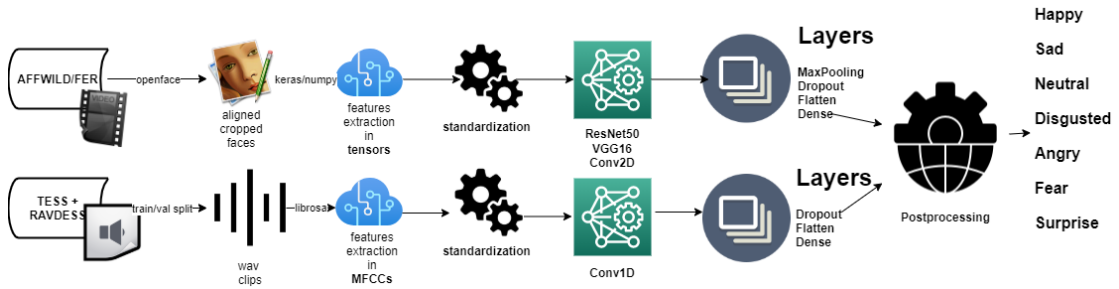 AFFWILD/FER
VIDEO
openface
aligned
cropped
faces
keras/numpy
features
extraction
in
tensors
standardization
ResNet50
VGG16
Conv2D
Layers
MaxPooling
Dropout
Flatten
Dense
TESS +
RAVDESS
train/val split
wav
clips
librosa
features
extraction
in
MFCCs
standardization
Conv1D
Layers
Dropout
Flatten
Dense
Postprocessing
Happy
Sad
Neutral
Disgusted
Angry
Fear
Surprise